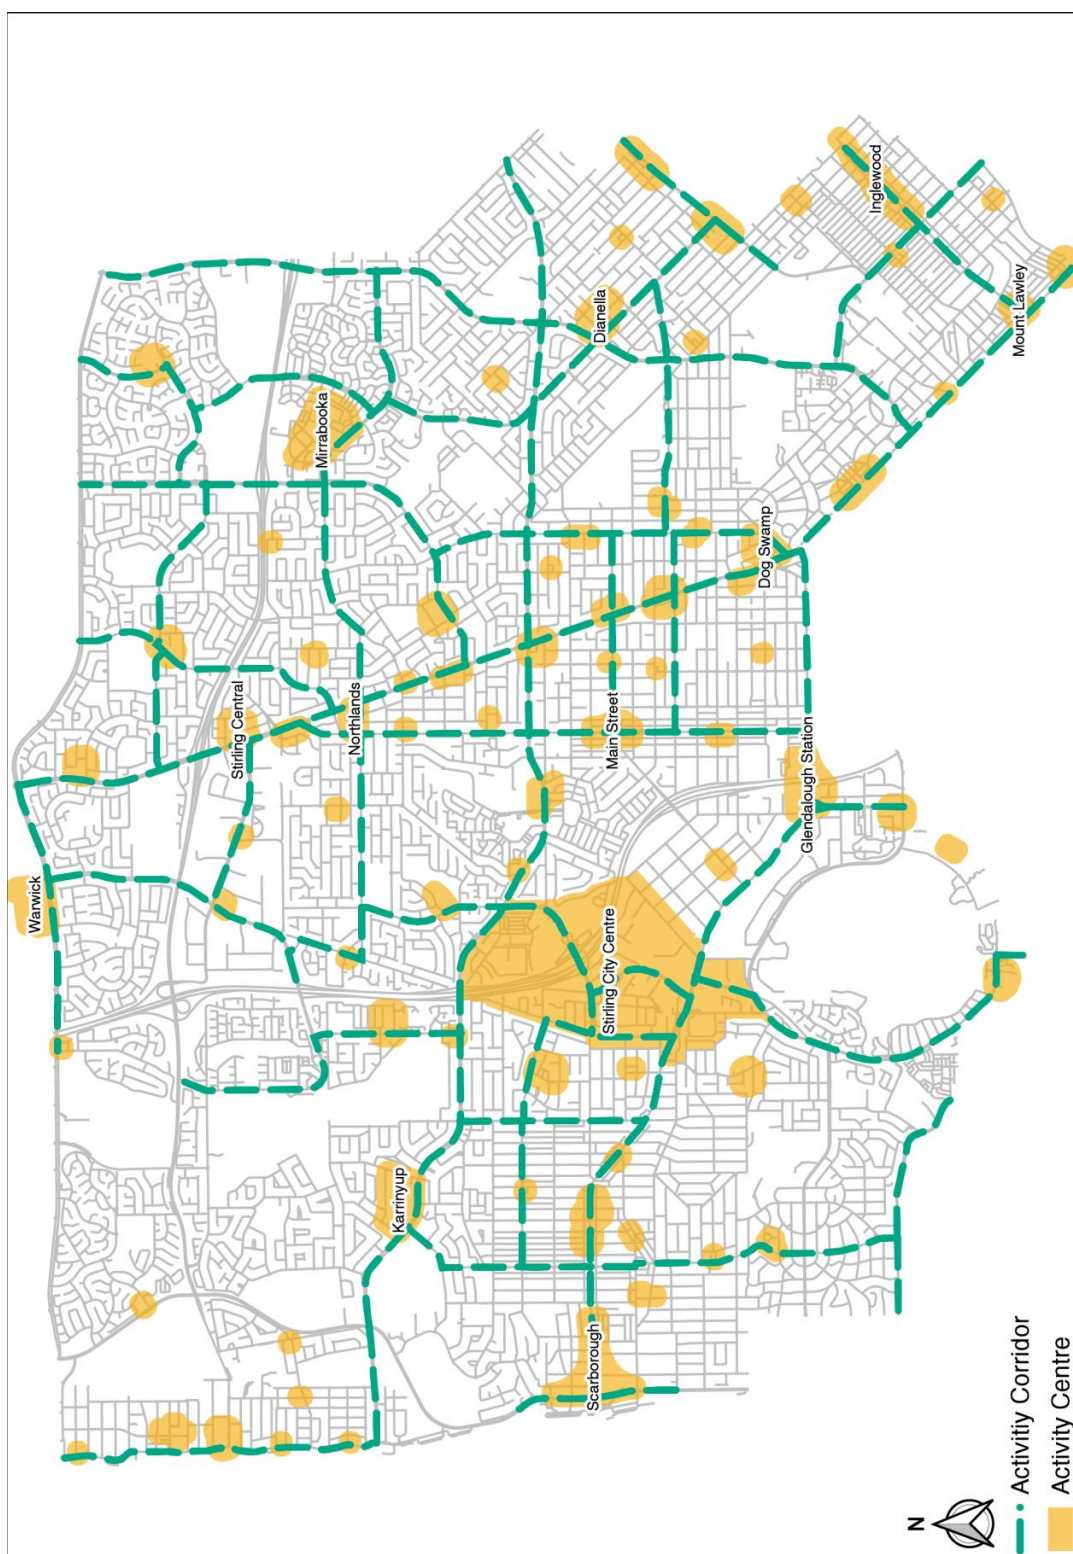 Warwick
Stirling Central
Mirrabooka
Northlands
Karrinyup
Dianella
Inglewood
Scarborough
Stirling City Centre
Main Street
Dog Swamp
Glendalough Station
Mount Lawley
N
Activitiy Corridor
Activity Centre